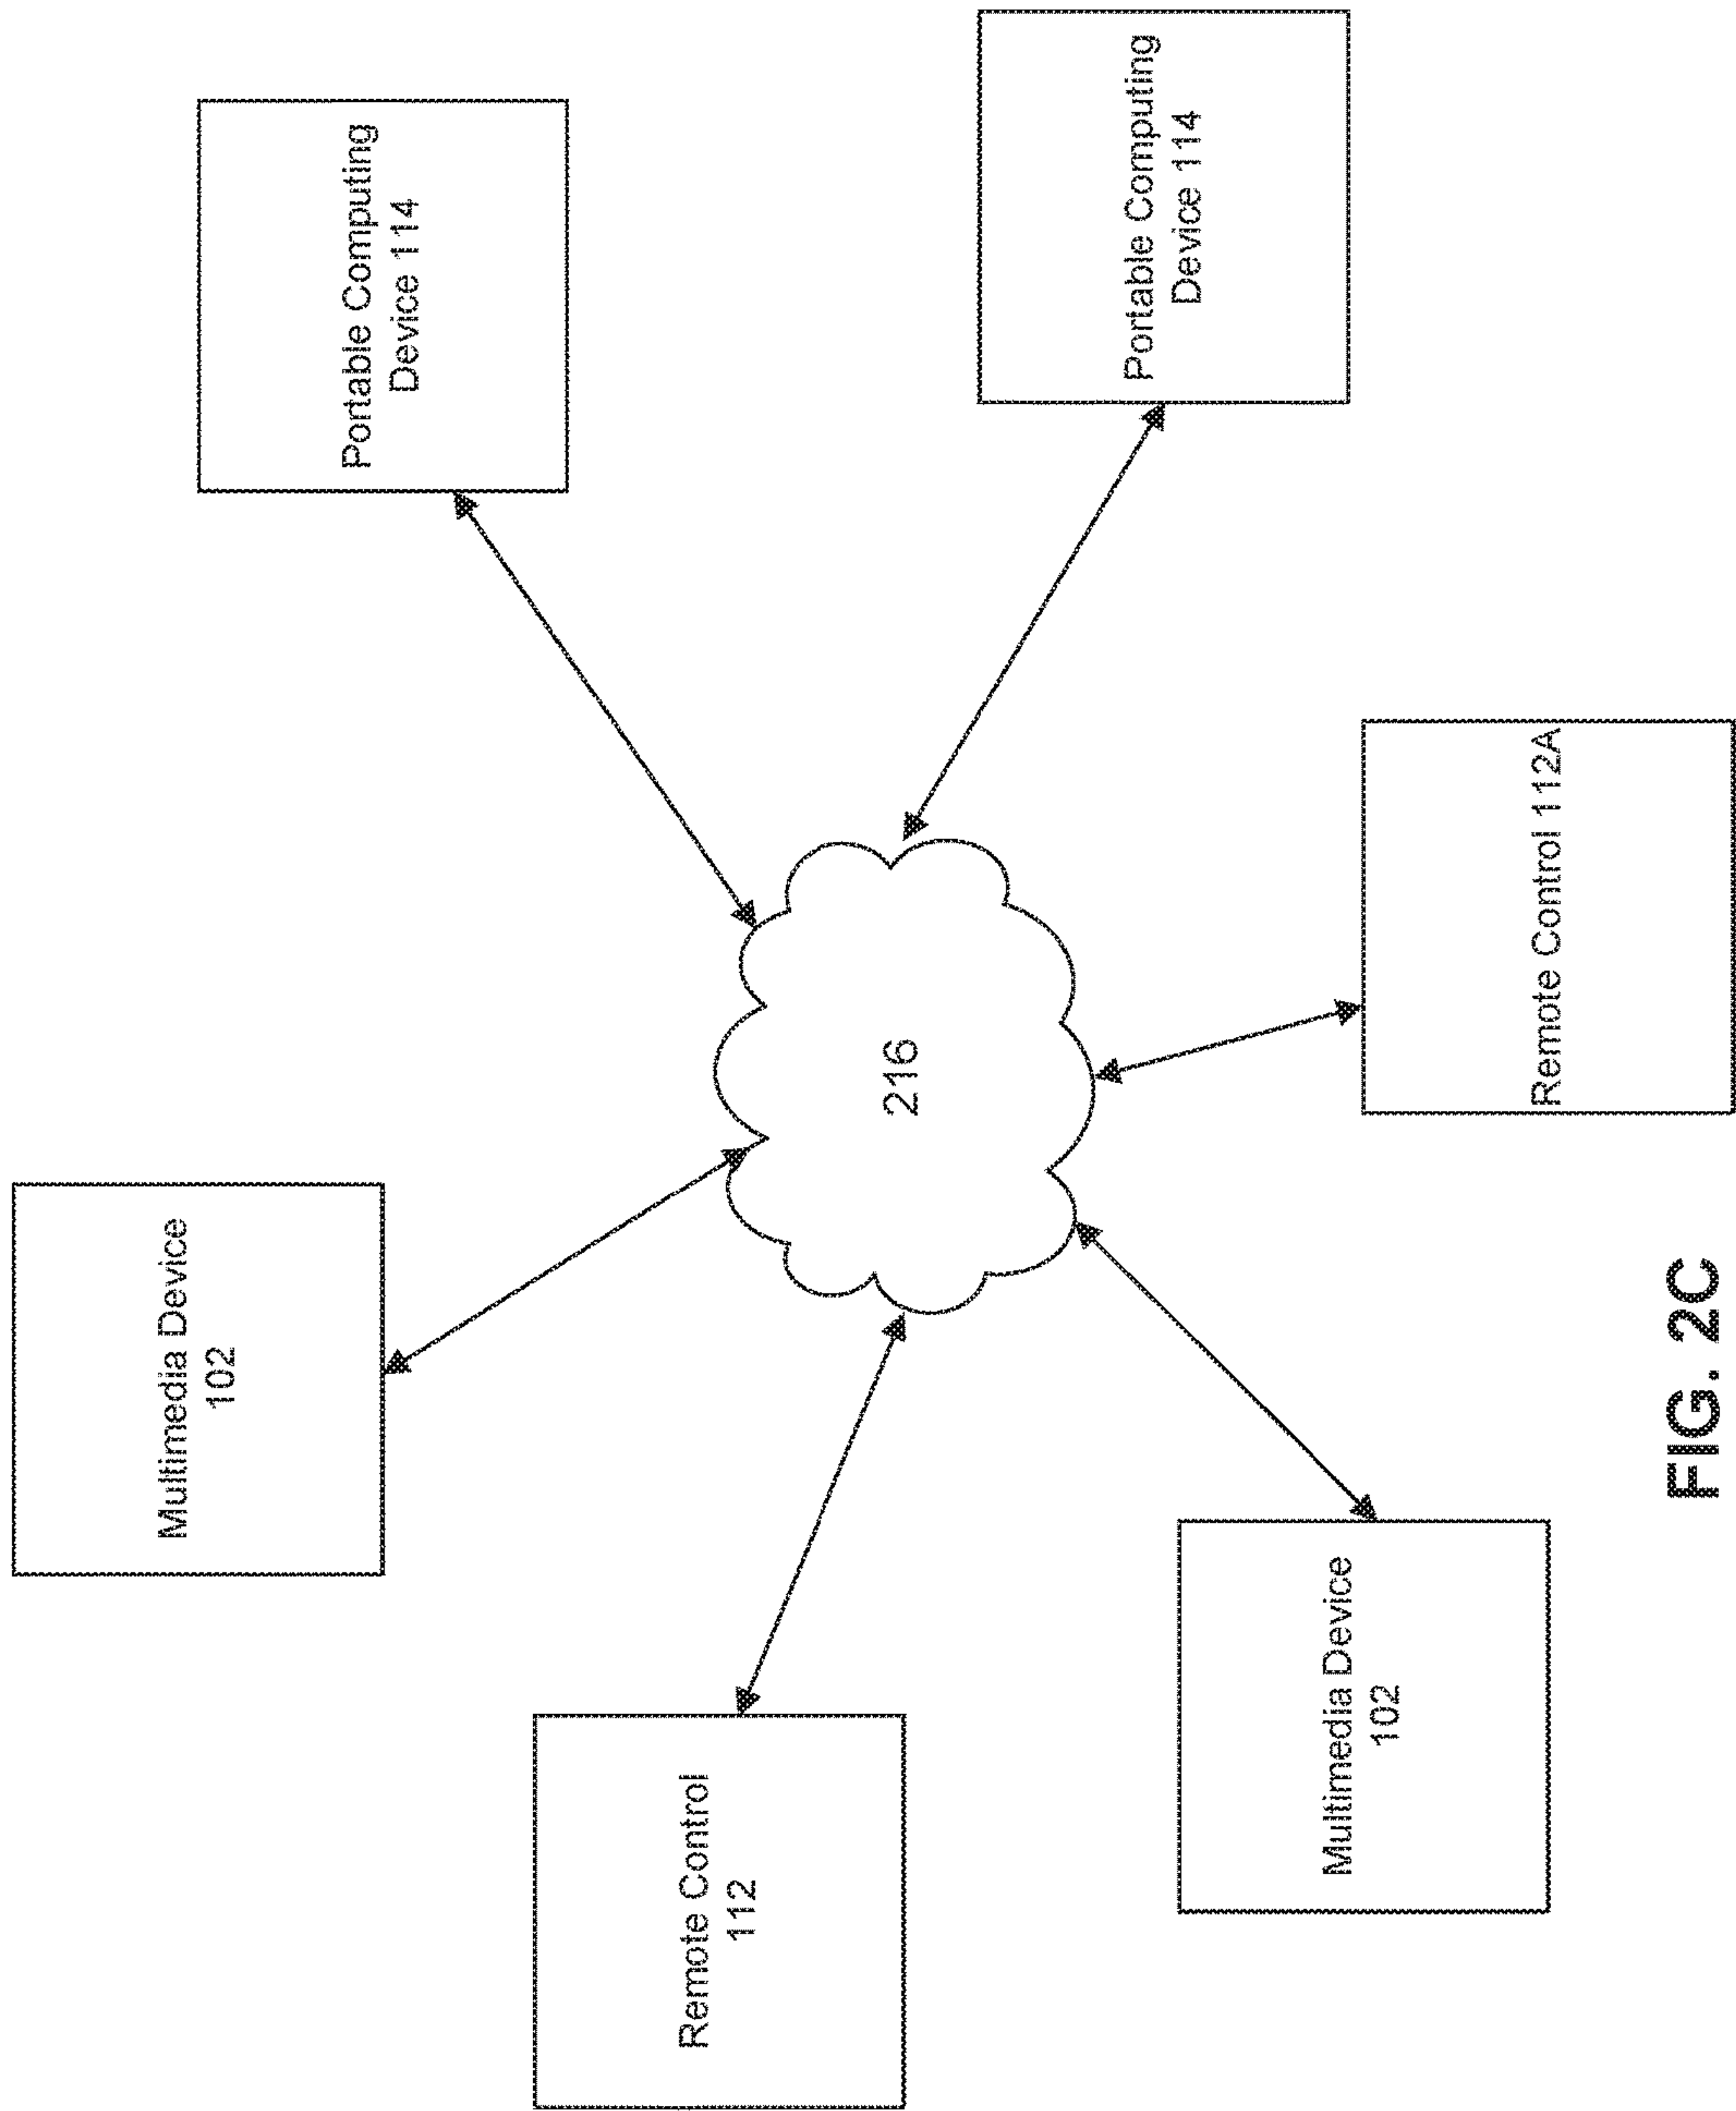 Multimedia Device
102
Portable Computing
Device 114
Remote Control
112
216
Portable Computing
Device 114
Multimedia Device
102
Remote Control 112A
FIG. 2C